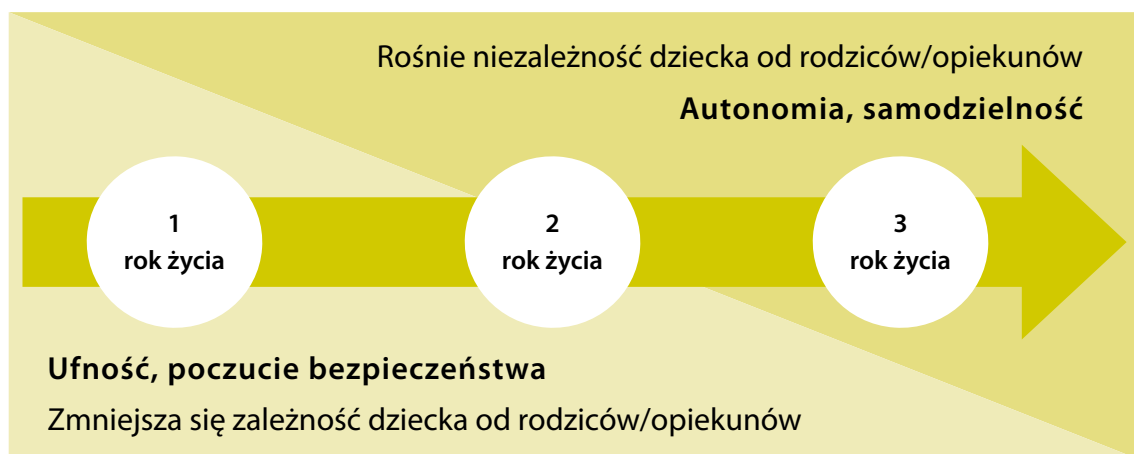 Rośnie niezależność dziecka od rodziców/opiekunów
Autonomia, samodzielność
1
rok życia
2
rok życia
3
rok życia
Ufność, poczucie bezpieczeństwa
Zmniejsza się zależność dziecka od rodziców/opiekunów